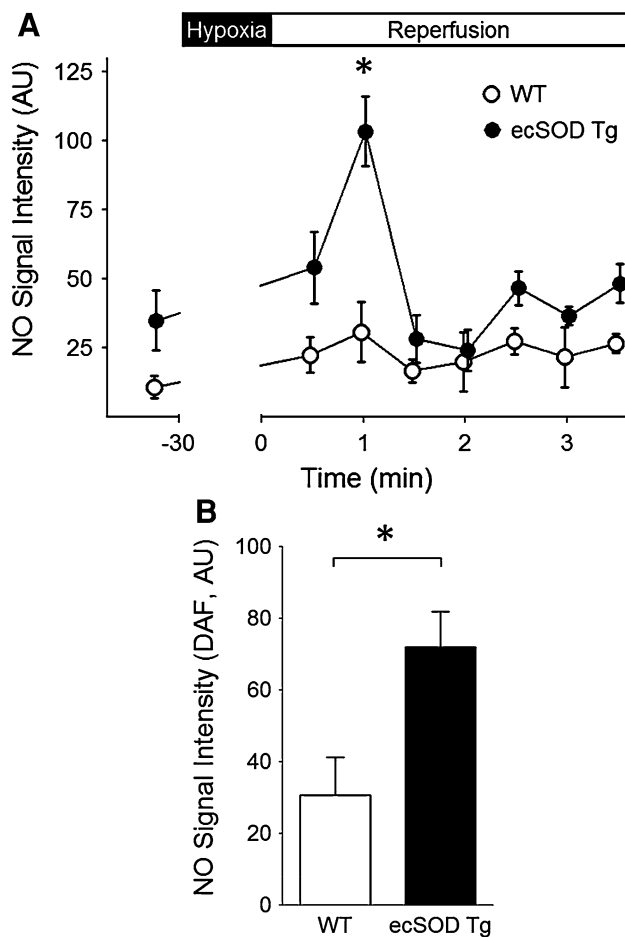 A
Hypoxia Reperfusion
NO Signal Intensity (AU)
125
100
75
50
25
*
WT
ecSOD Tg
-30 0 1 2 3
Time (min)
B
NO Signal Intensity (DAF, AU)
100
80
60
40
20
0
*
WT ecSOD Tg